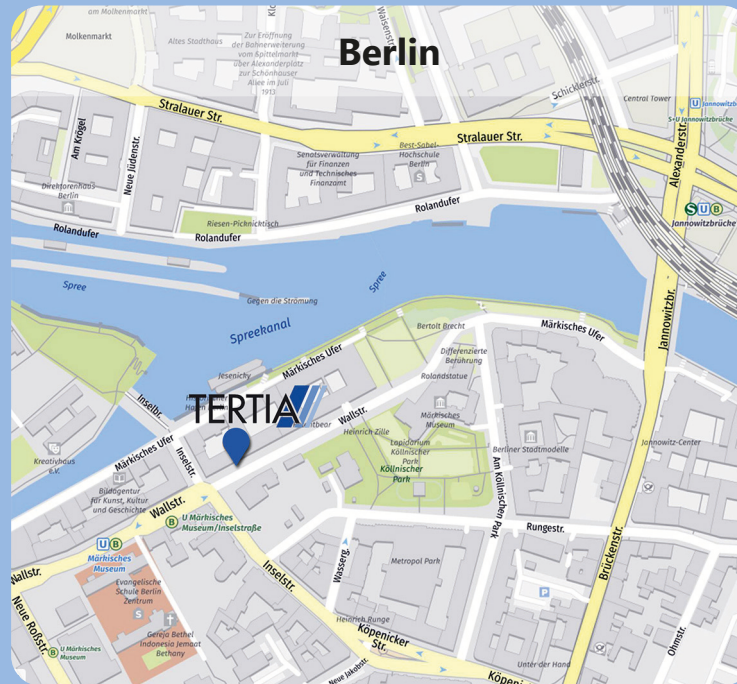 Berlin
am Molkenmarkt
Molkenmarkt
Altes Stadthaus
Zur Eröffnung
der Bahnerweiterung
vom Spittelmarkt
über Alexanderplatz
zur Schönhauser
Allee im Juli
1913
Waisenstr.
Schicklerstr.
Central Tower
U Jannowitzbrücke
S+U Jannowitzbrücke
Alexanderstr.
Stralauer Str.
Stralauer Str.
Am Krögel
Neue Jüdenstr.
Senatsverwaltung
für Finanzen
und Technisches
Finanzamt
Best-Sabel-
Hochschule
Berlin
S
Direktorenhaus
Berlin
Riesen-Picknicktisch
Rolandufer
Rolandufer
Rolandufer
S U B
Jannowitzbrücke
Spree
Spree
Gegen die Strömung
Spreekanal
Jannowitzbr.
Bertolt Brecht
Märkisches Ufer
Märkisches Ufer
Differenzierte
Berührung
Rolandstatue
Jesenicky
Inselbr.
TERTIA
Wallstr.
Heinrich Zille
Märkisches
Museum
Lapidarium
Köllnischer
Park
Köllnischer
Park
Berliner Stadtmodelle
Jannowitz-Center
Märkisches Ufer
Inselstr.
Kreativhaus
e.V.
Bildagentur
für Kunst, Kultur
und Geschichte
Wallstr.
B U Märkisches
Museum/Inselstraße
Am Köllnischen Park
Rungestr.
U B
Märkisches
Museum
Wallstr.
Inselstr.
Wasserg.
Metropol Park
Brückenstr.
P
Evangelische
Schule Berlin
Zentrum
S
Neue Roßstr.
Gereja Bethel
Indonesia Jemaat
Bethany
Heinrich Runge
Köpenicker
Str.
Ohmstr.
B U Märkisches
Museum
Neue Jakobstr.
Unter der Hand
Köpeni